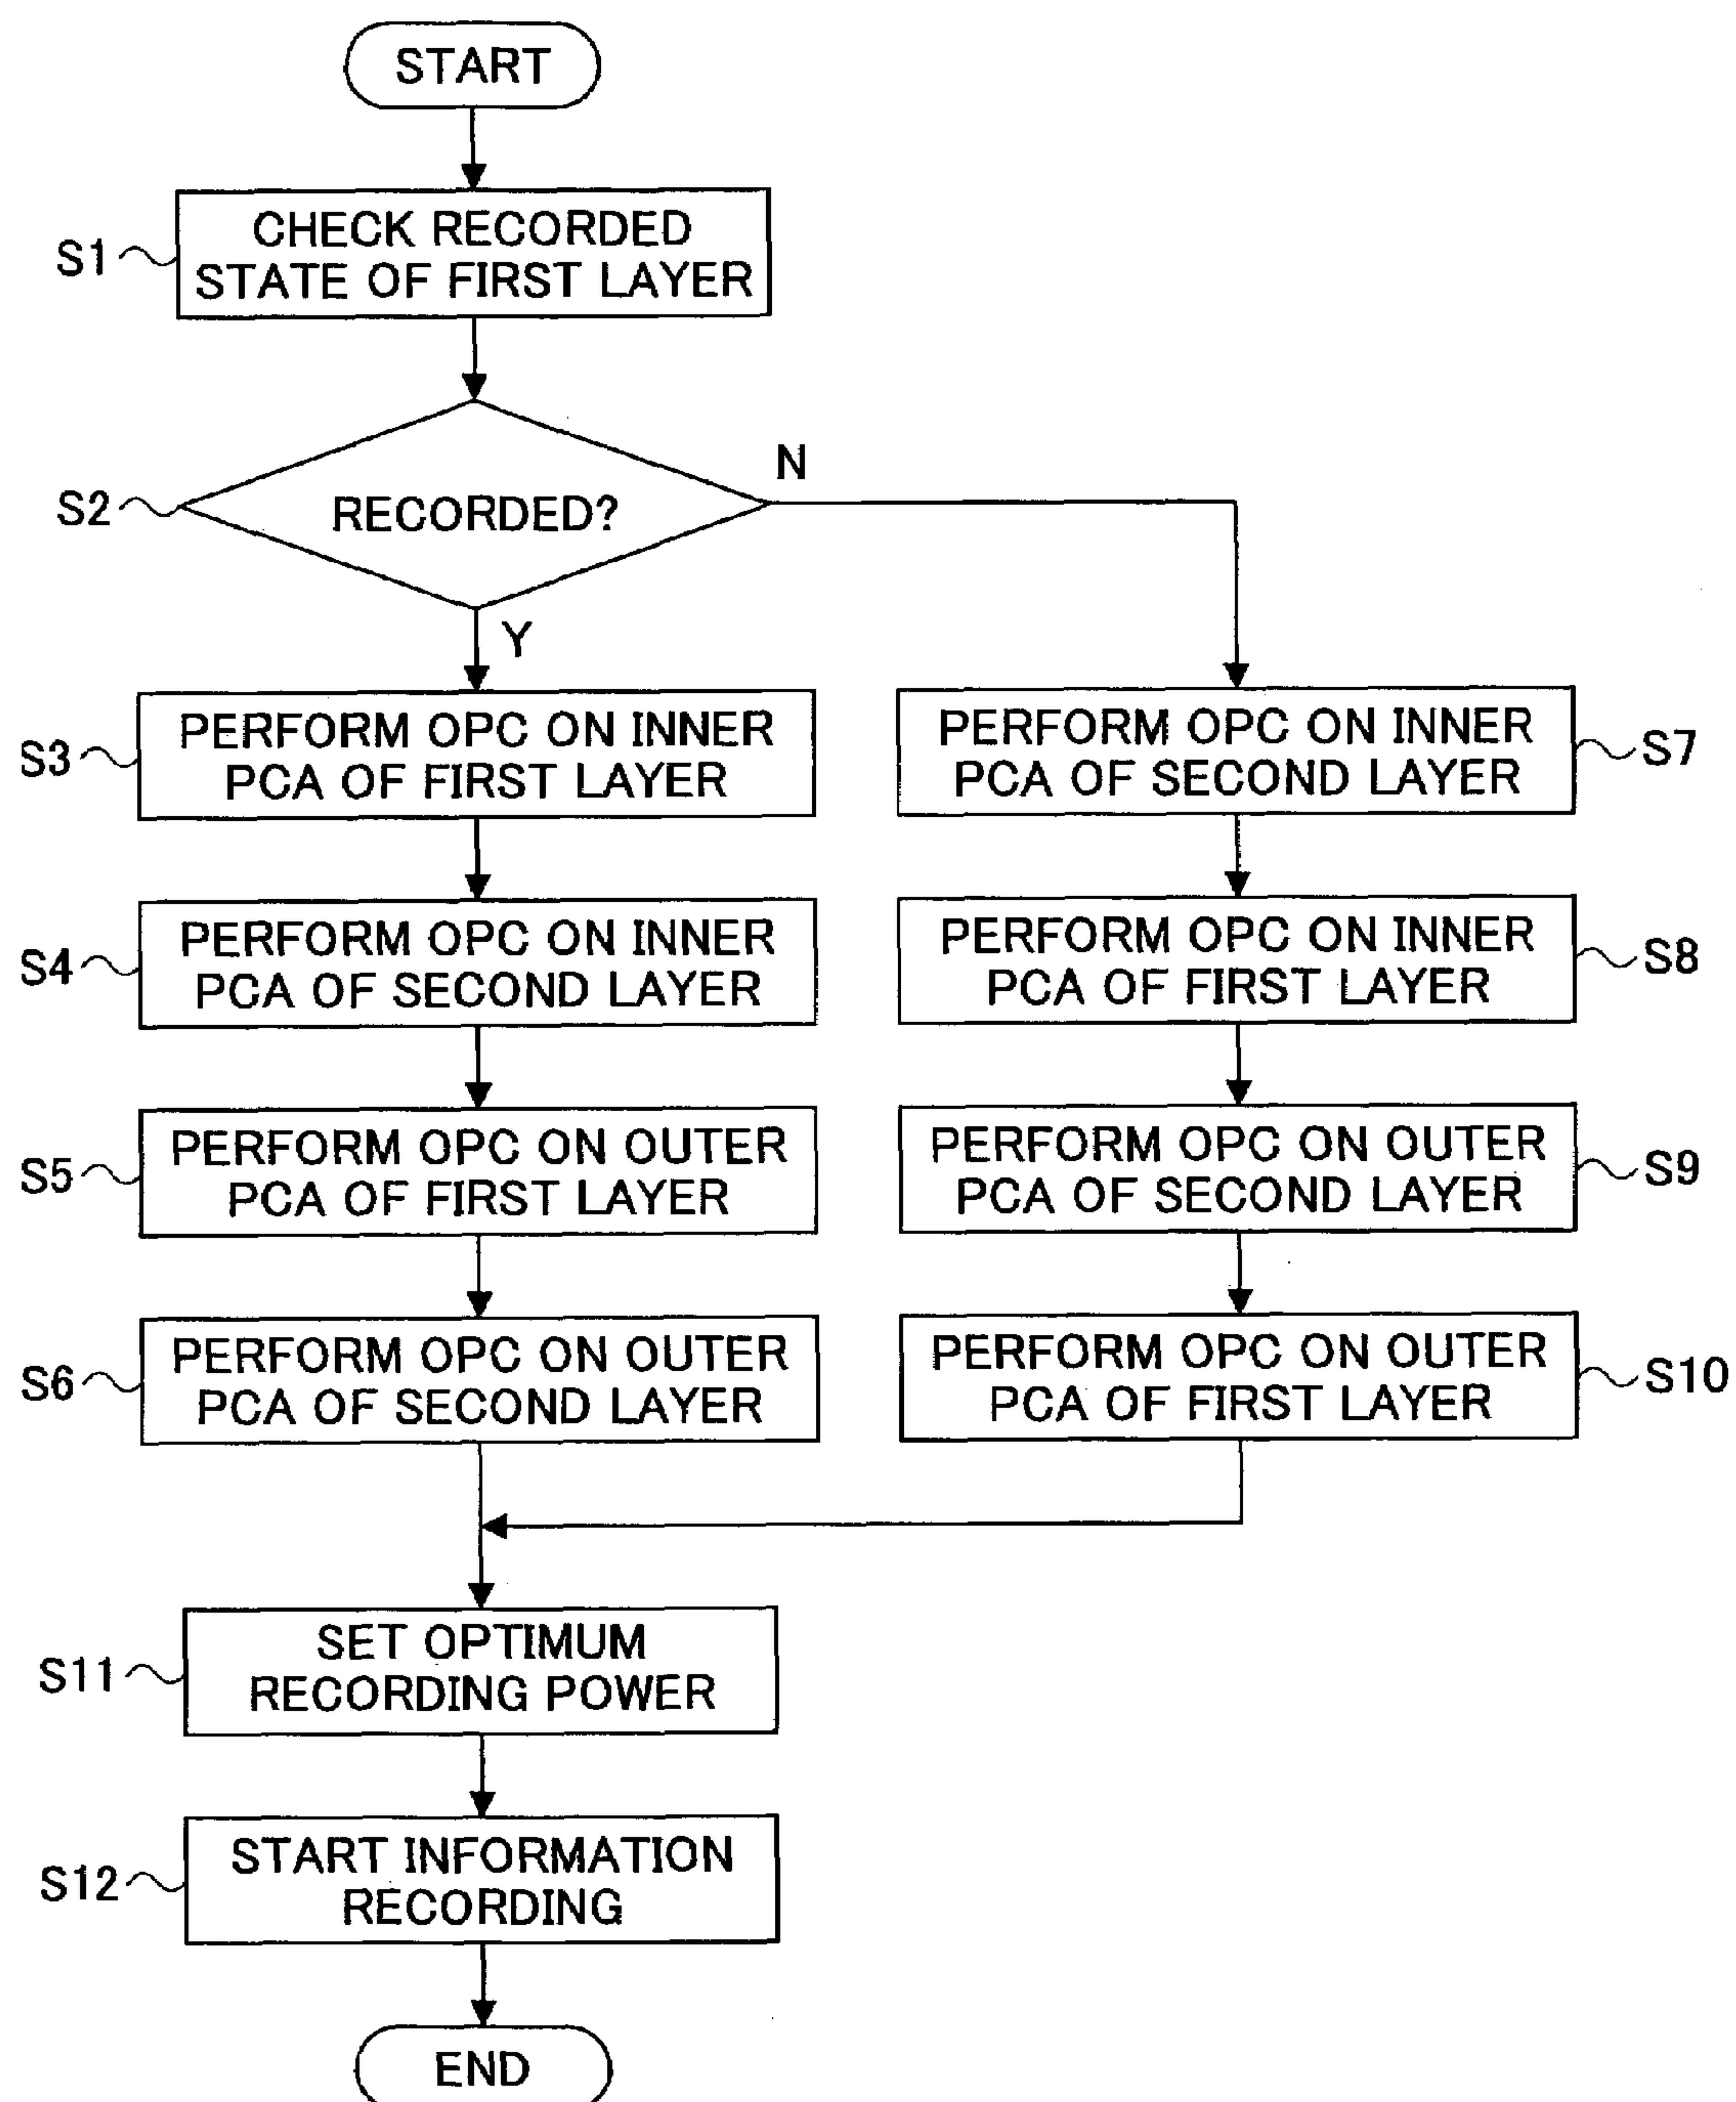 START
S1
CHECK RECORDED
STATE OF FIRST LAYER
S2
RECORDED?
N
Y
S3
PERFORM OPC ON INNER
PCA OF FIRST LAYER
PERFORM OPC ON INNER
PCA OF SECOND LAYER
S7
S4
PERFORM OPC ON INNER
PCA OF SECOND LAYER
PERFORM OPC ON INNER
PCA OF FIRST LAYER
S8
S5
PERFORM OPC ON OUTER
PCA OF FIRST LAYER
PERFORM OPC ON OUTER
PCA OF SECOND LAYER
S9
S6
PERFORM OPC ON OUTER
PCA OF SECOND LAYER
PERFORM OPC ON OUTER
PCA OF FIRST LAYER
S10
S11
SET OPTIMUM
RECORDING POWER
S12
START INFORMATION
RECORDING
END